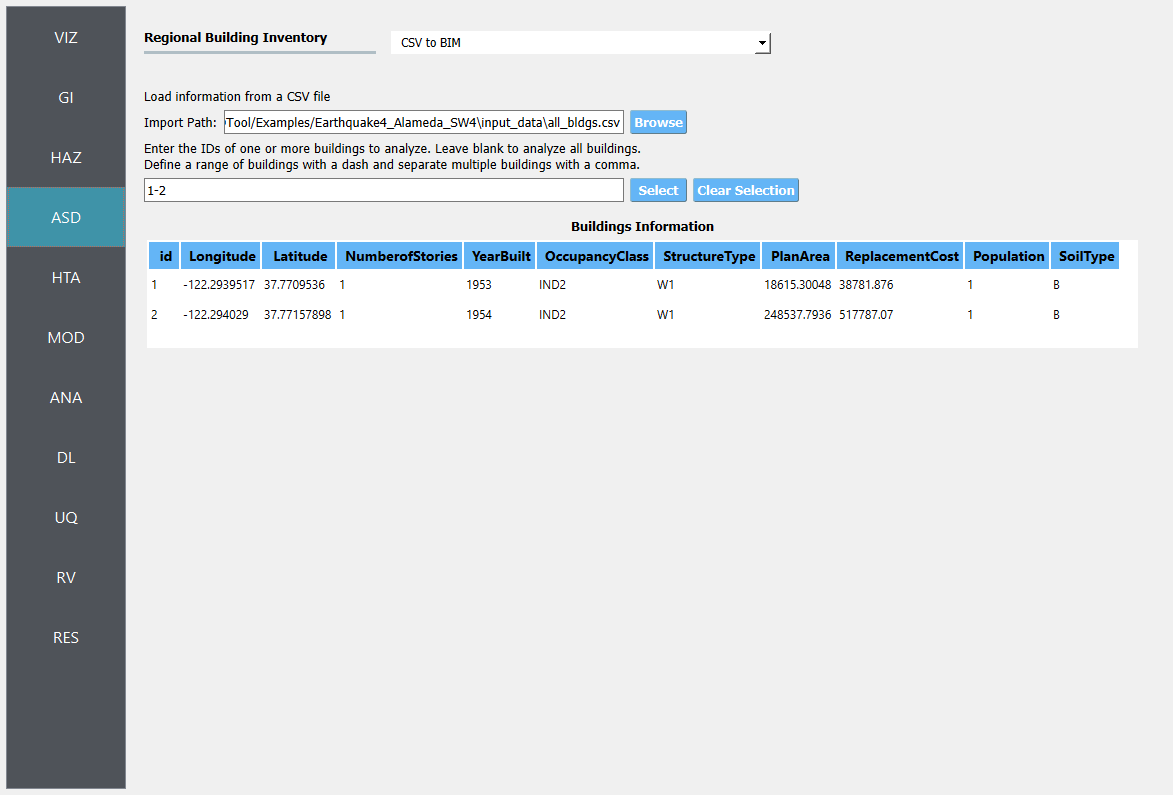 VIZ
GI
HAZ
ASD
HTA
MOD
ANA
DL
UQ
RV
RES
Regional Building Inventory
CSV to BIM
Load information from a CSV file
Import Path: /Tool/Examples/Earthquake4_Alameda_SW4\input_data\all_bldgs.csv Browse
Enter the IDs of one or more buildings to analyze. Leave blank to analyze all buildings.
Define a range of buildings with a dash and separate multiple buildings with a comma.
1-2 Select Clear Selection
Buildings Information
id Longitude Latitude NumberofStories YearBuilt OccupancyClass StructureType PlanArea ReplacementCost Population SoilType
1 -122.2939517 37.7709536 1 1953 IND2 W1 18615.30048 38781.876 1 B
2 -122.294029 37.77157898 1 1954 IND2 W1 248537.7936 517787.07 1 B